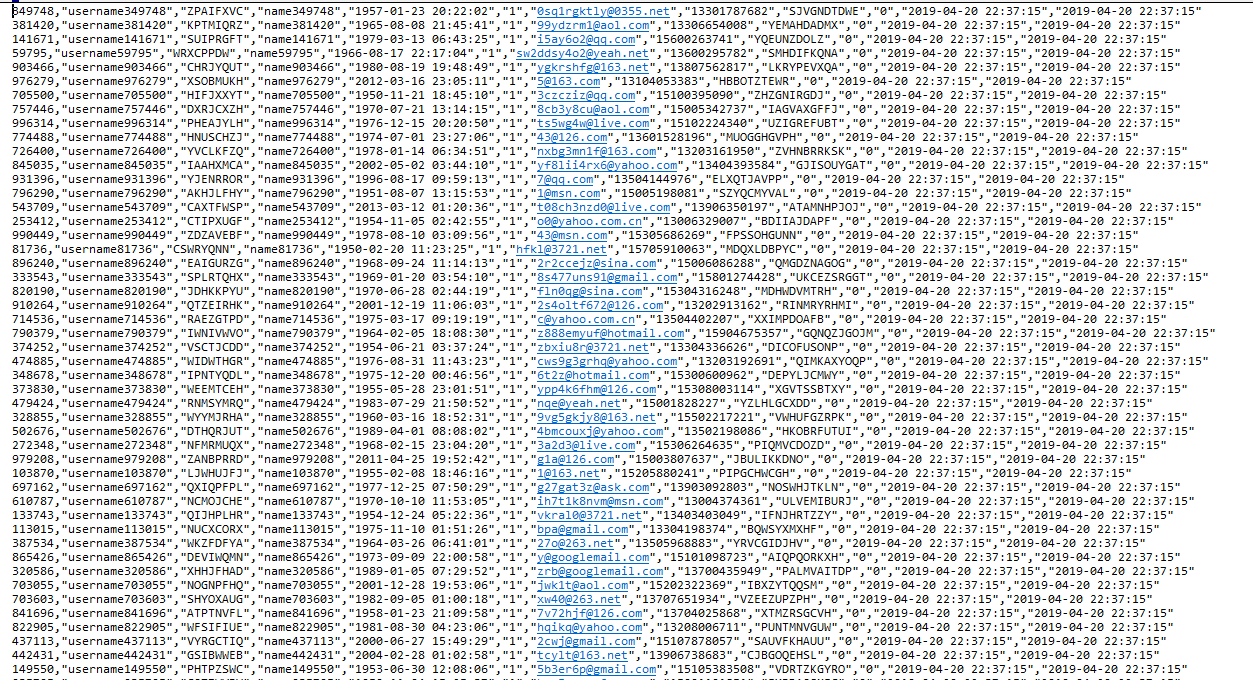 849748,"username349748","ZPAIFXVC","name349748","1957-01-23 20:22:02","1","0sq1rgktly@0355.net","13301787682","SJVGNDTDWE","0","2019-04-20 22:37:15","2019-04-20 22:37:15"
381420,"username381420","KPTMIQRZ","name381420","1965-08-08 21:45:41","1","99ydzrm1@aol.com","13306654008","YEMAHDADMX","0","2019-04-20 22:37:15","2019-04-20 22:37:15"
141671,"username141671","SUIPRGFT","name141671","1979-03-13 06:43:25","1","i5ay6o2@qq.com","15600263741","YQEUNZDOLZ","0","2019-04-20 22:37:15","2019-04-20 22:37:15"
59795,"username59795","WRXCPPDW","name59795","1966-08-17 22:17:04","1","sw2ddsy4o2@yeah.net","13600295782","SMHDIFKQNA","0","2019-04-20 22:37:15","2019-04-20 22:37:15"
903466,"username903466","CHRJYQUT","name903466","1980-08-19 19:48:49","1","ygkrshfg@163.net","13807562817","LKRYPEVXQA","0","2019-04-20 22:37:15","2019-04-20 22:37:15"
976279,"username976279","XSOBMUKH","name976279","2012-03-16 23:05:11","1","5@163.com","13104053383","HBBOTZTEWR","0","2019-04-20 22:37:15","2019-04-20 22:37:15"
705500,"username705500","HIFJXXYT","name705500","1950-11-21 18:45:10","1","3czcziz@qq.com","15100395090","ZHZGNIRGDJ","0","2019-04-20 22:37:15","2019-04-20 22:37:15"
757446,"username757446","DXRJCXZH","name757446","1970-07-21 13:14:15","1","8cb3y8cu@aol.com","15005342737","IAGVAXGFFJ","0","2019-04-20 22:37:15","2019-04-20 22:37:15"
996314,"username996314","PHEAJYLH","name996314","1976-12-15 20:20:50","1","ts5wg4w@live.com","15102224340","UZIGREFUBT","0","2019-04-20 22:37:15","2019-04-20 22:37:15"
774488,"username774488","HNUSCHZJ","name774488","1974-07-01 23:27:06","1","43@126.com","13601528196","MUOGGHGVPH","0","2019-04-20 22:37:15","2019-04-20 22:37:15"
726400,"username726400","YVCLKFZQ","name726400","1978-01-14 06:34:51","1","nxbg3mn1f@163.com","13203161950","ZVHNBRRKSK","0","2019-04-20 22:37:15","2019-04-20 22:37:15"
845035,"username845035","IAAHXMCA","name845035","2002-05-02 03:44:10","1","yf81ii4rx6@yahoo.com","13404393584","GJISOUYGAT","0","2019-04-20 22:37:15","2019-04-20 22:37:15"
931396,"username931396","YJENRROR","name931396","1996-08-17 09:59:13","1","7@qq.com","13504144976","ELXQTJAVPP","0","2019-04-20 22:37:15","2019-04-20 22:37:15"
796290,"username796290","AKHJLFHY","name796290","1951-08-07 13:15:53","1","1@msn.com","15005198081","SZYQCMYVAL","0","2019-04-20 22:37:15","2019-04-20 22:37:15"
543709,"username543709","CAXTFWSP","name543709","2013-03-12 01:20:36","1","t08ch3nzd0@live.com","13906350197","ATAMNHPJOJ","0","2019-04-20 22:37:15","2019-04-20 22:37:15"
253412,"username253412","CTIPXUGF","name253412","1954-11-05 02:42:55","1","o0@yahoo.com.cn","13006329007","BDIIAJDAPF","0","2019-04-20 22:37:15","2019-04-20 22:37:15"
990449,"username990449","ZDZAVEBF","name990449","1978-08-10 03:09:56","1","43@msn.com","15305686269","FPSSOHGUNN","0","2019-04-20 22:37:15","2019-04-20 22:37:15"
81736,"username81736","CSWRYQNN","name81736","1950-02-20 11:23:25","1","hfkl@3721.net","15705910063","MDQXLDBPYC","0","2019-04-20 22:37:15","2019-04-20 22:37:15"
896240,"username896240","EAIGURZG","name896240","1968-09-24 11:14:13","1","2r2ccejz@sina.com","15006086288","QMGDZNAGOG","0","2019-04-20 22:37:15","2019-04-20 22:37:15"
333543,"username333543","SPLRTQHX","name333543","1969-01-20 03:54:10","1","8s477uns91@gmail.com","15801274428","UKCEZSRGGT","0","2019-04-20 22:37:15","2019-04-20 22:37:15"
820190,"username820190","JDHKKPYU","name820190","1970-06-28 02:44:19","1","fln0qg@sina.com","15304316248","MDHWDVMTRH","0","2019-04-20 22:37:15","2019-04-20 22:37:15"
910264,"username910264","QTZEIRHK","name910264","2001-12-19 11:06:03","1","2s4oltf672@126.com","13202913162","RINMRYRHMI","0","2019-04-20 22:37:15","2019-04-20 22:37:15"
714536,"username714536","RAEZGTPD","name714536","1975-03-17 09:19:19","1","c@yahoo.com.cn","13504402207","XXIMPDOAFB","0","2019-04-20 22:37:15","2019-04-20 22:37:15"
790379,"username790379","IWNIVWVO","name790379","1964-02-05 18:08:30","1","z888emyuf@hotmail.com","15904675357","GQNQZJGOJM","0","2019-04-20 22:37:15","2019-04-20 22:37:15"
374252,"username374252","VSCTJCDD","name374252","1954-06-21 03:37:24","1","zbxiu8r@3721.net","13304336626","DICOFUSONP","0","2019-04-20 22:37:15","2019-04-20 22:37:15"
474885,"username474885","WIDWTHGR","name474885","1976-08-31 11:43:23","1","cws9g3grhq@yahoo.com","13203192691","QIMKAXYOQP","0","2019-04-20 22:37:15","2019-04-20 22:37:15"
348678,"username348678","IPNTYQDL","name348678","1975-12-20 00:46:56","1","6t2z@hotmail.com","15300600962","DEPYLJCMWY","0","2019-04-20 22:37:15","2019-04-20 22:37:15"
373830,"username373830","WEEMTCEH","name373830","1955-05-28 23:01:51","1","ypp4k6fhm@126.com","15308003114","XGVTSSBTXY","0","2019-04-20 22:37:15","2019-04-20 22:37:15"
479424,"username479424","RNMSYMRQ","name479424","1983-07-29 21:50:52","1","nqe@yeah.net","15001828227","YZLHLGCXDD","0","2019-04-20 22:37:15","2019-04-20 22:37:15"
328855,"username328855","WYYMJRHA","name328855","1960-03-16 18:52:31","1","9vg5gkjy8@163.net","15502217221","VWHUFGZRPK","0","2019-04-20 22:37:15","2019-04-20 22:37:15"
502676,"username502676","DTHQRJUT","name502676","1989-04-01 08:08:02","1","4bmcouxj@yahoo.com","13502198086","HKOBRFUTUI","0","2019-04-20 22:37:15","2019-04-20 22:37:15"
272348,"username272348","NFMRMUQX","name272348","1968-02-15 23:04:20","1","3a2d3@live.com","15306264635","PIQMVCDOZD","0","2019-04-20 22:37:15","2019-04-20 22:37:15"
979208,"username979208","ZANBPRRD","name979208","2011-04-25 19:52:42","1","g1a@126.com","15003807637","JBULIKKDNO","0","2019-04-20 22:37:15","2019-04-20 22:37:15"
103870,"username103870","LJWHUJFJ","name103870","1955-02-08 18:46:16","1","1@163.net","15205880241","PIPGCHWCGH","0","2019-04-20 22:37:15","2019-04-20 22:37:15"
697162,"username697162","QXIQPFPL","name697162","1977-12-25 07:50:29","1","g27gat3z@ask.com","13903092803","NOSWHJTKLN","0","2019-04-20 22:37:15","2019-04-20 22:37:15"
610787,"username610787","NCMOJCHE","name610787","1970-10-10 11:53:05","1","ih7t1k8nvm@msn.com","13004374361","ULVEMIBURJ","0","2019-04-20 22:37:15","2019-04-20 22:37:15"
133743,"username133743","QIJHPLHR","name133743","1954-12-24 05:22:36","1","vkral0@3721.net","13403403049","IFNJHRTZZY","0","2019-04-20 22:37:15","2019-04-20 22:37:15"
113015,"username113015","NUCXCORX","name113015","1975-11-10 01:51:26","1","bpa@gmail.com","13304198374","BQWSYXMXHF","0","2019-04-20 22:37:15","2019-04-20 22:37:15"
387534,"username387534","WKZFDFYA","name387534","1964-03-26 06:41:01","1","27o@263.net","13505968883","YRVCGIDJHV","0","2019-04-20 22:37:15","2019-04-20 22:37:15"
865426,"username865426","DEVIWQMN","name865426","1973-09-09 22:00:58","1","y@googlemail.com","15101098723","AIQPQQRKXH","0","2019-04-20 22:37:15","2019-04-20 22:37:15"
320586,"username320586","XHHJFHAD","name320586","1989-01-05 07:29:52","1","zrb@googlemail.com","13700435949","PALMVAITDP","0","2019-04-20 22:37:15","2019-04-20 22:37:15"
703055,"username703055","NOGNPFHQ","name703055","2001-12-28 19:53:06","1","jwk1t@aol.com","15202322369","IBXZYTQQSM","0","2019-04-20 22:37:15","2019-04-20 22:37:15"
703603,"username703603","SHYOXAUG","name703603","1982-09-05 01:00:18","1","xw40@263.net","13707651934","VZEEZUPZPH","0","2019-04-20 22:37:15","2019-04-20 22:37:15"
841696,"username841696","ATPTNVFL","name841696","1958-01-23 21:09:58","1","7v72hjf@126.com","13704025868","XTMZRSGCVH","0","2019-04-20 22:37:15","2019-04-20 22:37:15"
822905,"username822905","WFSIFIUE","name822905","1981-08-30 04:23:06","1","hqikq@yahoo.com","13208006711","PUNTMNVGUW","0","2019-04-20 22:37:15","2019-04-20 22:37:15"
437113,"username437113","VYRGCTIQ","name437113","2000-06-27 15:49:29","1","2cwj@gmail.com","15107878057","SAUVFKHAUU","0","2019-04-20 22:37:15","2019-04-20 22:37:15"
442431,"username442431","GSIBWWEB","name442431","2004-02-28 01:02:58","1","tcylt@163.net","13906738683","CJBGOQEHSL","0","2019-04-20 22:37:15","2019-04-20 22:37:15"
149550,"username149550","PHTPZSWC","name149550","1953-06-30 12:08:06","1","5b3er6p@gmail.com","15105383508","VDRTZKGYRO","0","2019-04-20 22:37:15","2019-04-20 22:37:15"